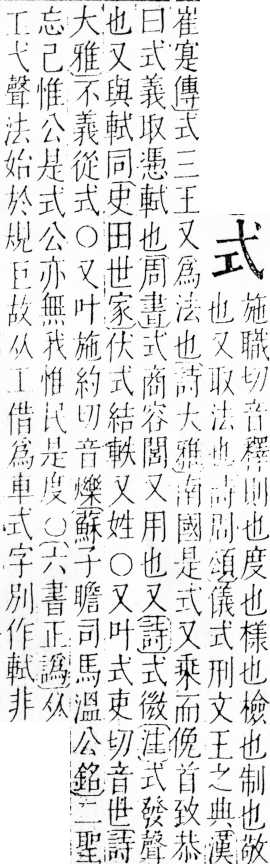 式
施職切音釋則也度也樣也檢也制也敬
也又取法也詩周頌儀式刑文王之典漢
崔寔傳式三王又爲法也詩大雅南國是式又乘而俛首致恭
曰式義取憑軾也周書式商容閭又用也又詩式微注式發聲
也又與軾同史田世家伏式結軼又姓○又叶式吏切音世詩
大雅不義從式○又叶施約切音爍蘇子瞻司馬溫公銘二聖
忘己惟公是式公亦無我惟民是度○六書正譌从
工弋聲法始於規巨故从工借爲車式字別作軾非